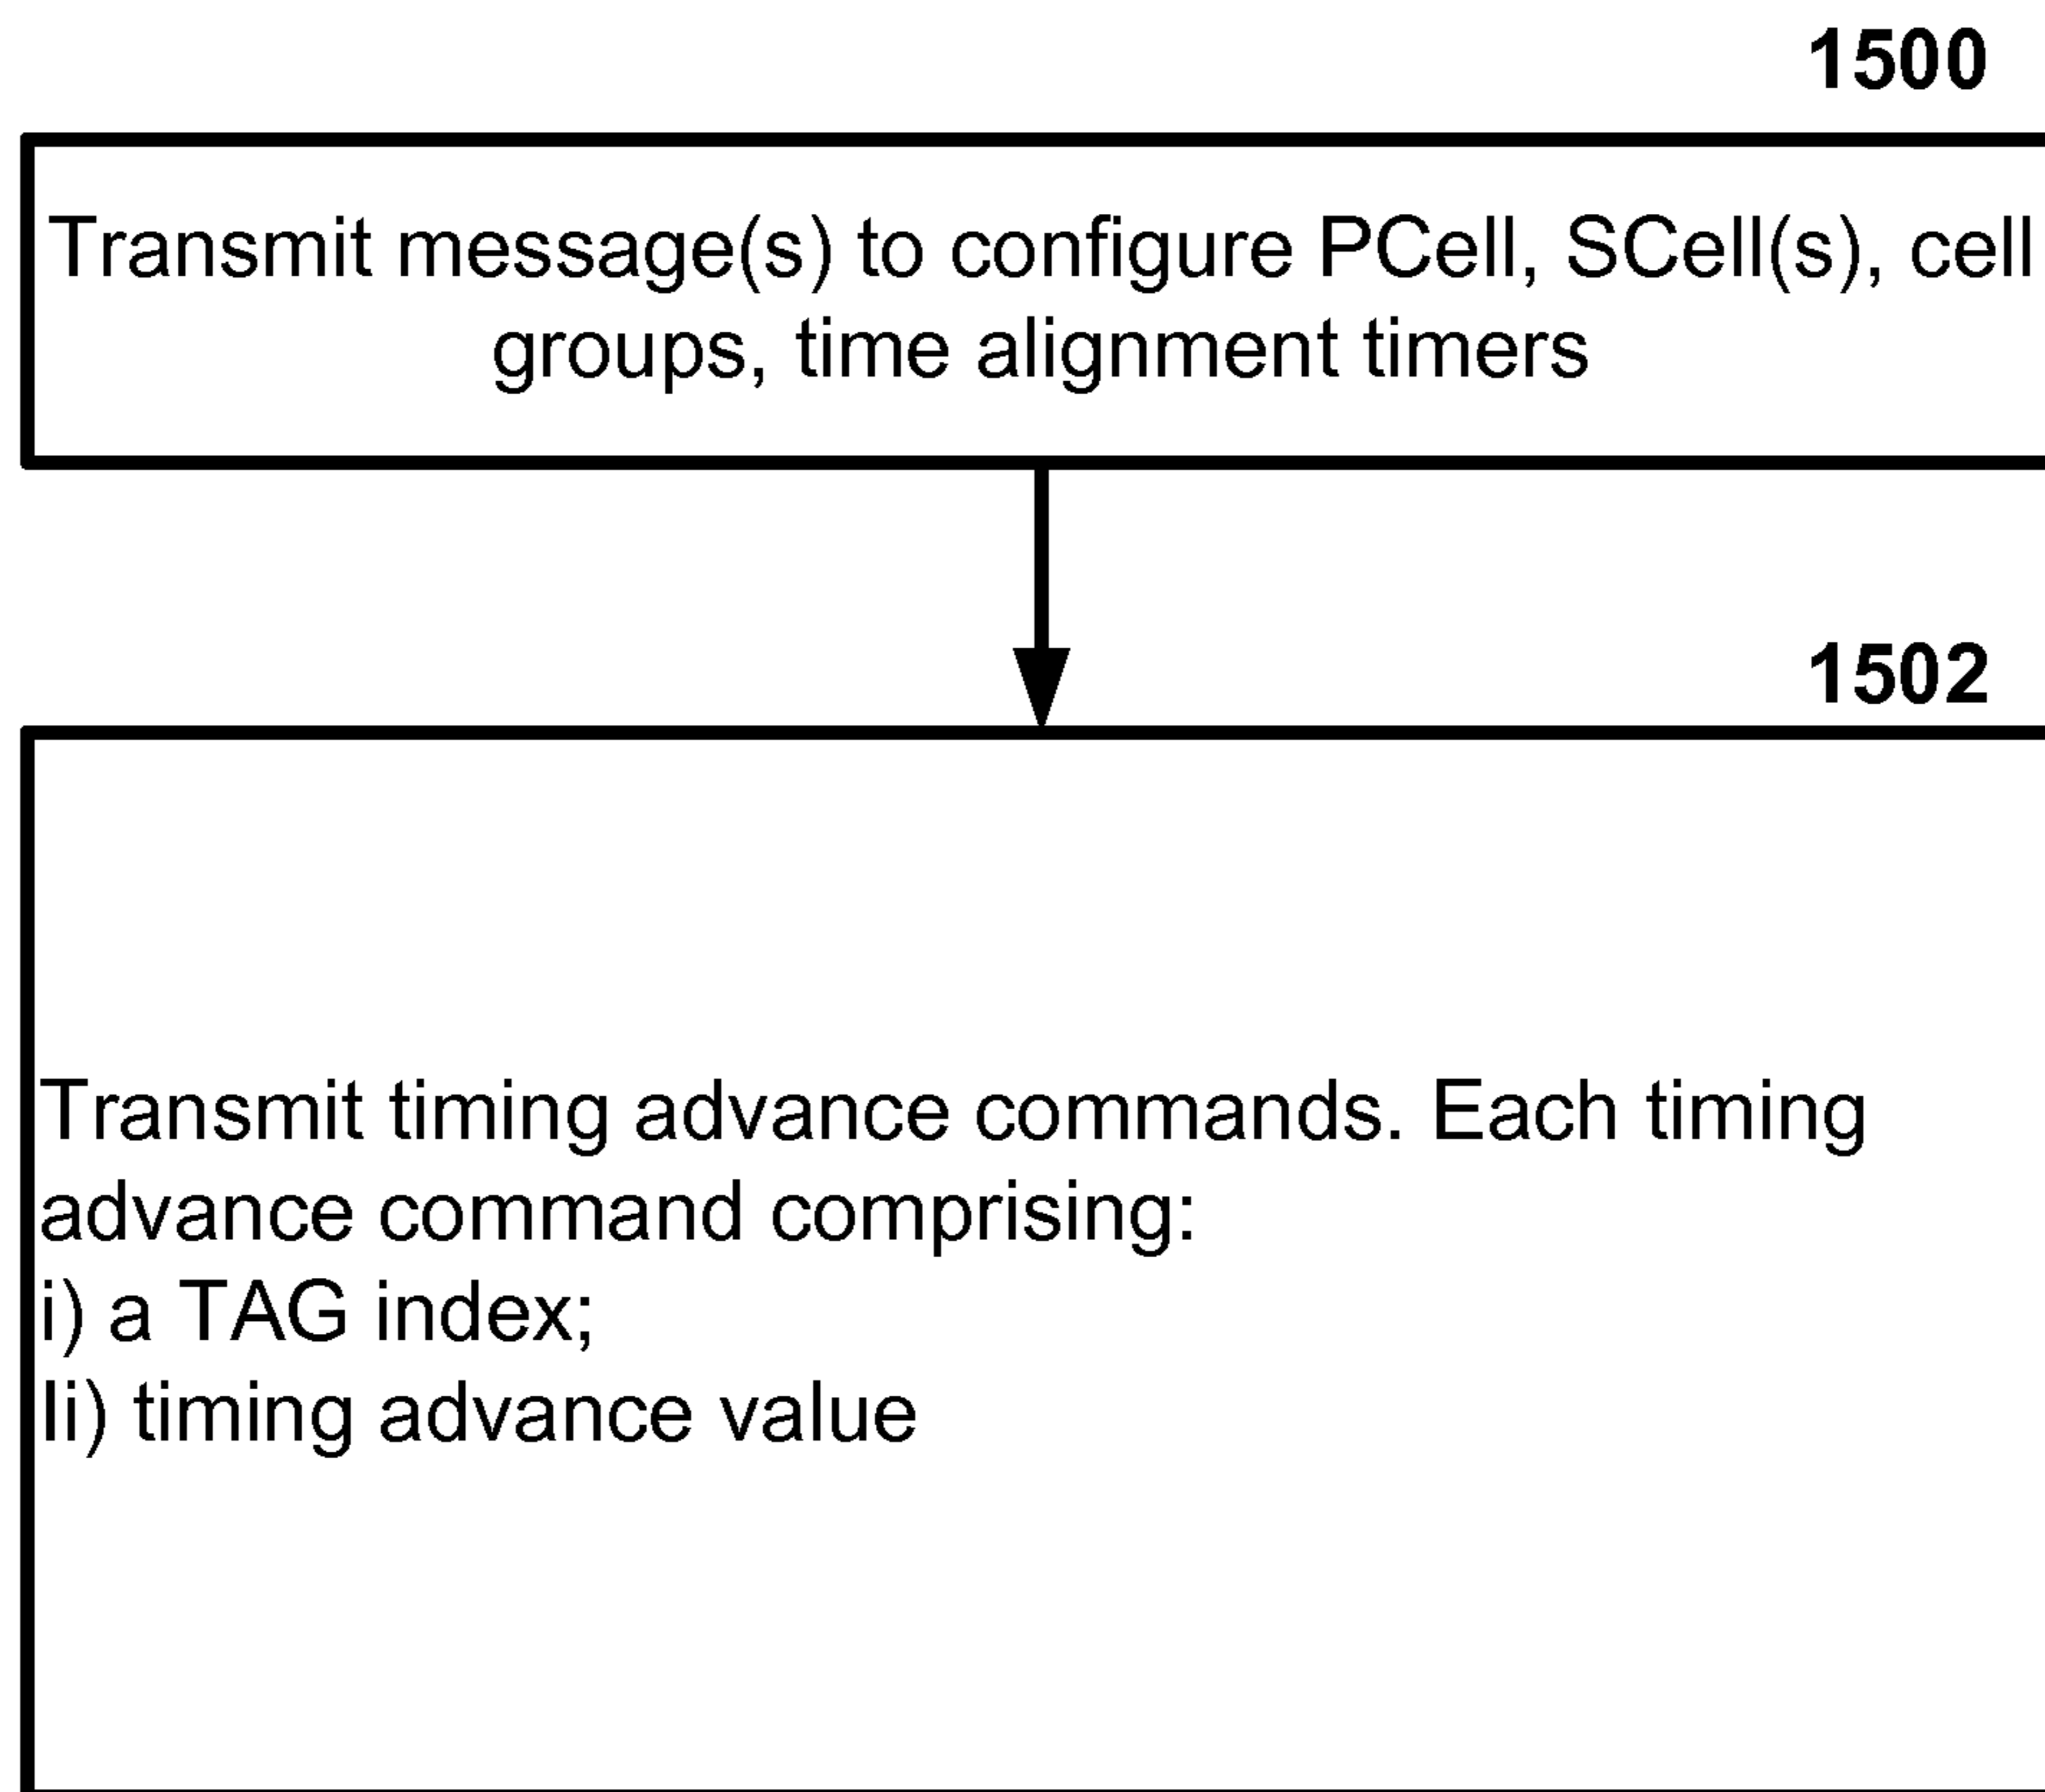 1500
Transmit message(s) to configure PCell, SCell(s), cell
groups, time alignment timers
1502
Transmit timing advance commands. Each timing
advance command comprising:
i) a TAG index;
Ii) timing advance value